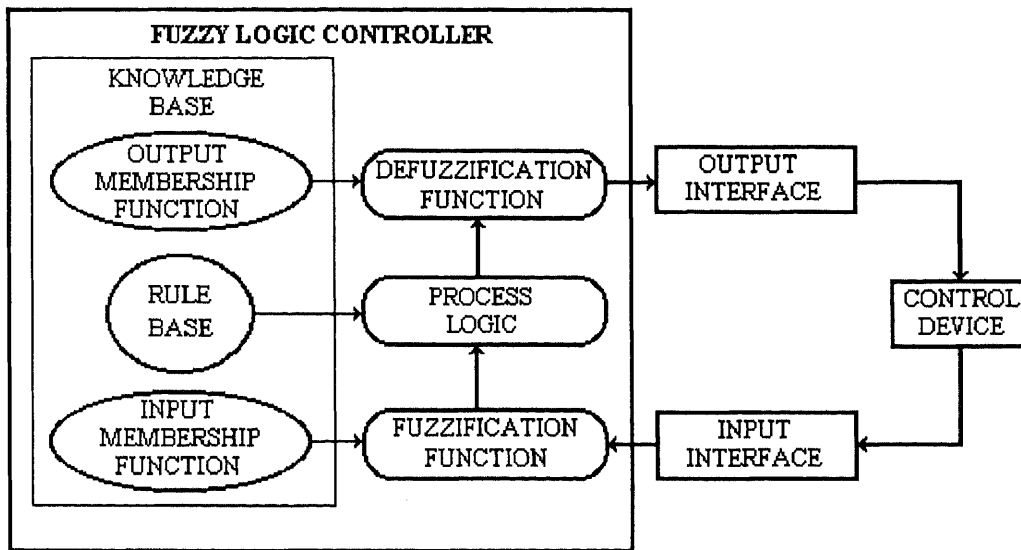 FUZZY LOGIC CONTROLLER
KNOWLEDGE
BASE
OUTPUT
MEMBERSHIP
FUNCTION
DEFUZZIFICATION
FUNCTION
OUTPUT
INTERFACE
RULE
BASE
PROCESS
LOGIC
CONTROL
DEVICE
INPUT
MEMBERSHIP
FUNCTION
FUZZIFICATION
FUNCTION
INPUT
INTERFACE